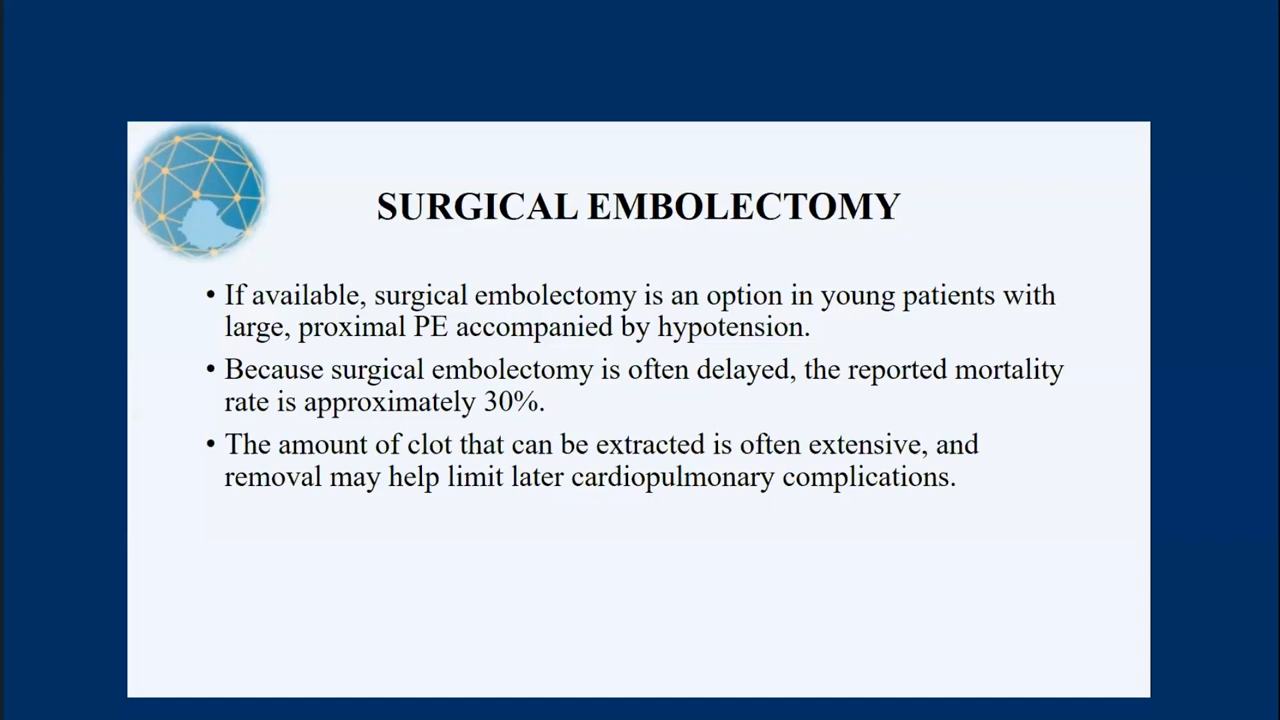 SURGICAL EMBOLECTOMY
• If available, surgical embolectomy is an option in young patients with
large, proximal PE accompanied by hypotension.
• Because surgical embolectomy is often delayed, the reported mortality
rate is approximately 30%.
• The amount of clot that can be extracted is often extensive, and
removal may help limit later cardiopulmonary complications.